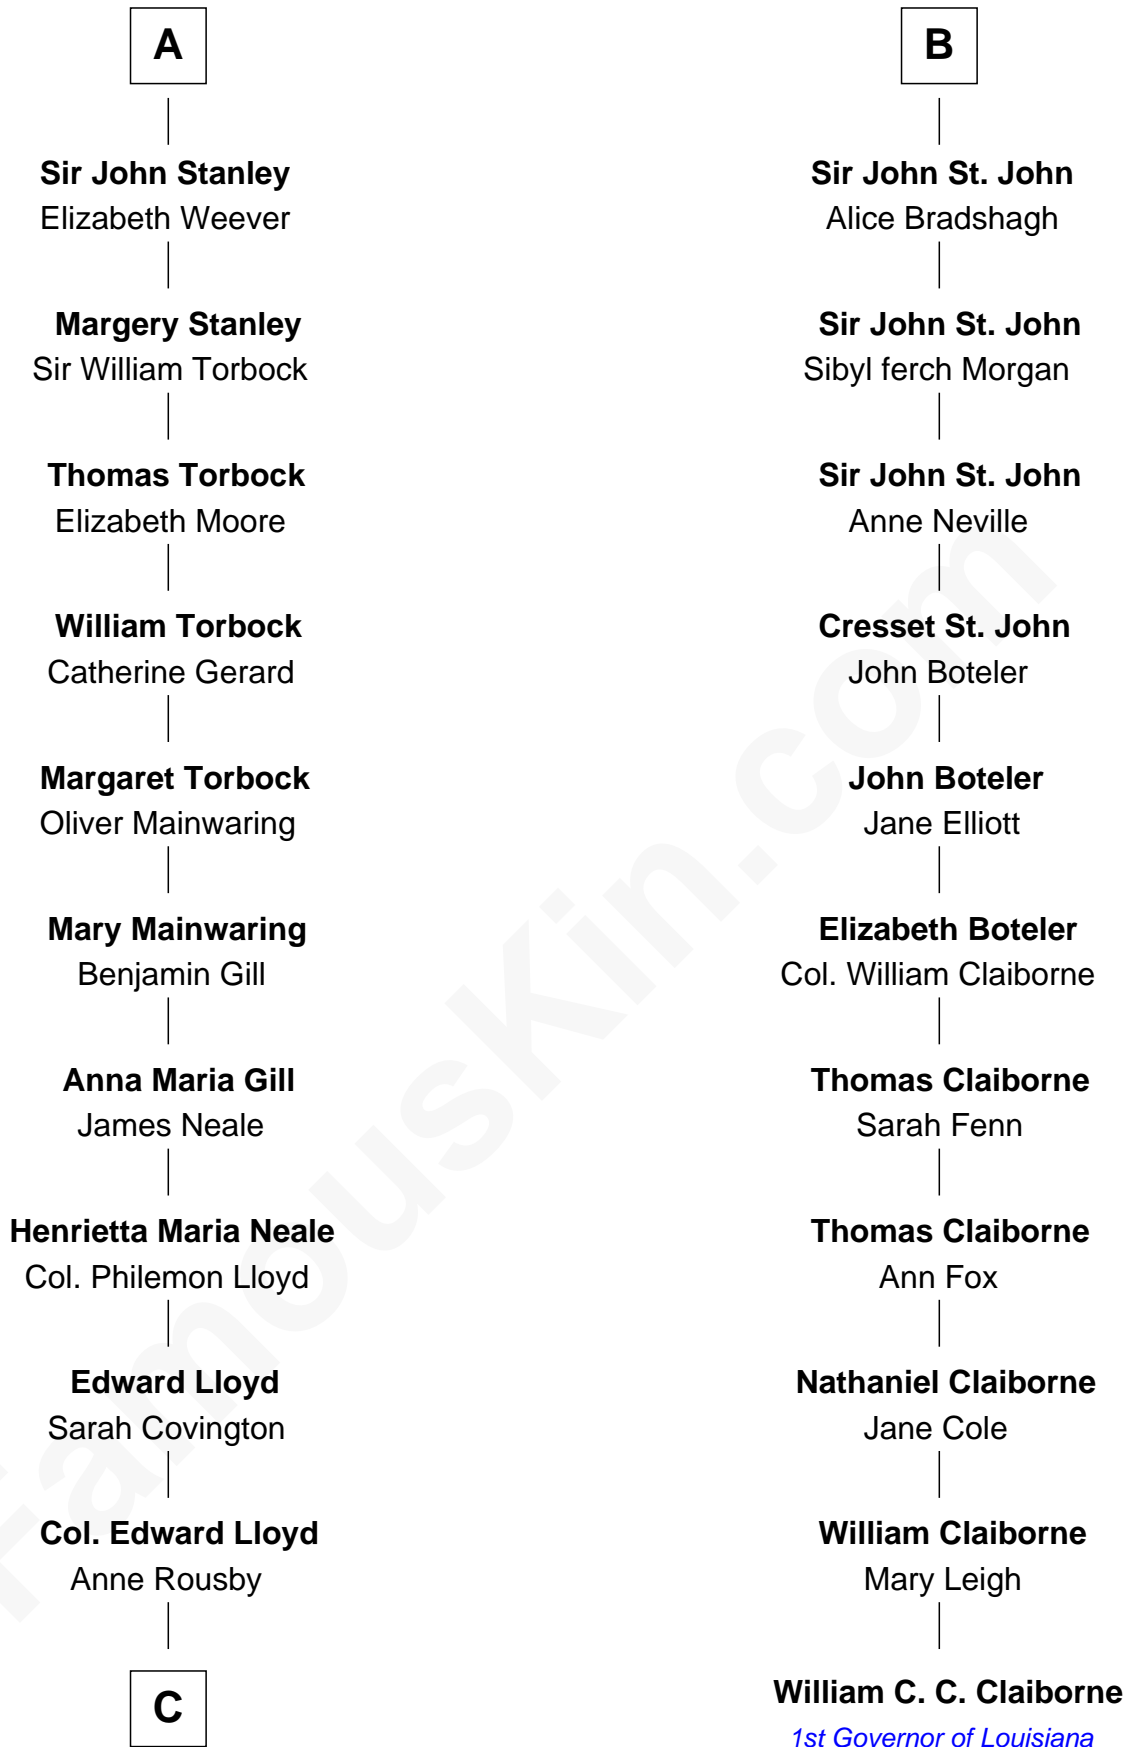 A
Sir John Stanley
Elizabeth Weever
Margery Stanley
Sir William Torbock
Thomas Torbock
Elizabeth Moore
William Torbock
Catherine Gerard
Margaret Torbock
Oliver Mainwaring
Mary Mainwaring
Benjamin Gill
Anna Maria Gill
James Neale
Henrietta Maria Neale
Col. Philemon Lloyd
Edward Lloyd
Sarah Covington
Col. Edward Lloyd
Anne Rousby
C
B
Sir John St. John
Alice Bradshagh
Sir John St. John
Sibyl ferch Morgan
Sir John St. John
Anne Neville
Cresset St. John
John Boteler
John Boteler
Jane Elliott
Elizabeth Boteler
Col. William Claiborne
Thomas Claiborne
Sarah Fenn
Thomas Claiborne
Ann Fox
Nathaniel Claiborne
Jane Cole
William Claiborne
Mary Leigh
William C. C. Claiborne
1st Governor of Louisiana
FamousKin.com